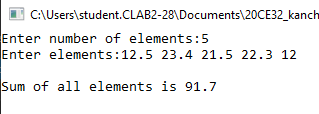 C:\Users\student.CLAB2-28\Documents\20CE32_kanch
Enter number of elements:5
Enter elements:12.5 23.4 21.5 22.3 12
Sum of all elements is 91.7